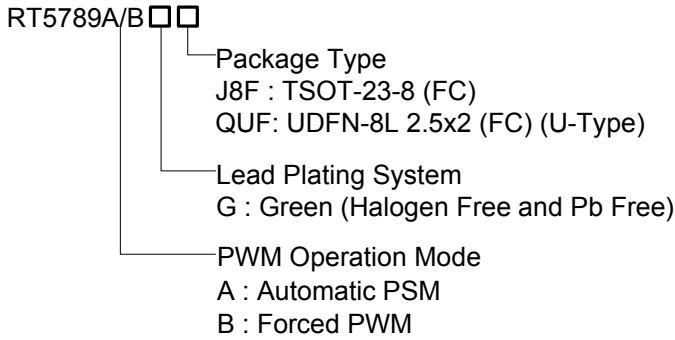 RT5789A/B
Package Type
J8F : TSOT-23-8 (FC)
QUF: UDFN-8L 2.5x2 (FC) (U-Type)
Lead Plating System
G : Green (Halogen Free and Pb Free)
PWM Operation Mode
A : Automatic PSM
B : Forced PWM